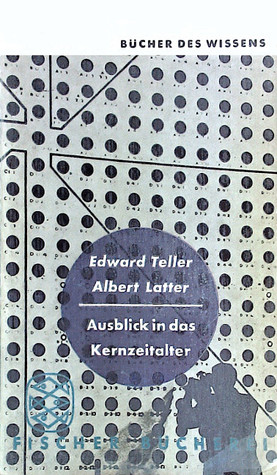 BÜCHER DES WISSENS
Edward Teller
Albert Latter
Ausblick in das
Kernzeitalter
FISCHER BÜCHEREI